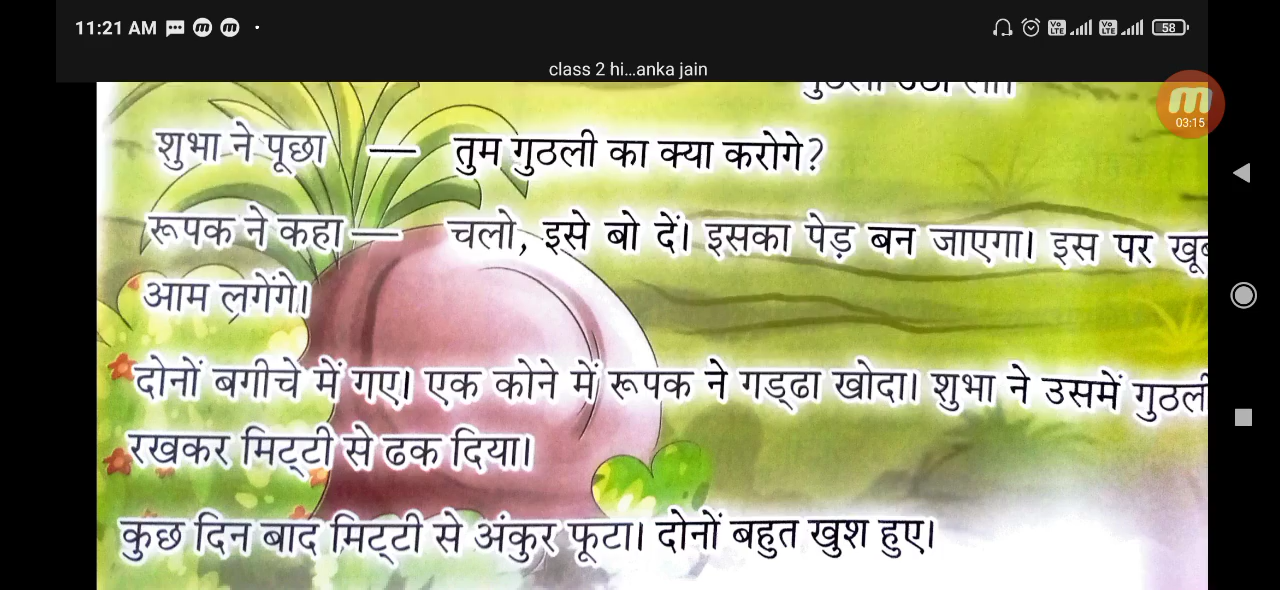 11:21 AM
58
class 2 hi...anka jain
03:15
शुभा ने पूछा — तुम गुठली का क्या करोगे?
रूपक ने कहा — चलो, इसे बो दें। इसका पेड़ बन जाएगा। इस पर
आम लगेंगे।
दोनों बगीचे में गए। एक कोने में रूपक ने गड्ढा खोदा। शुभा ने उसमें गुठली
रखकर मिट्टी से ढक दिया।
कुछ दिन बाद मिट्टी से अंकुर फूटा। दोनों बहुत खुश हुए।